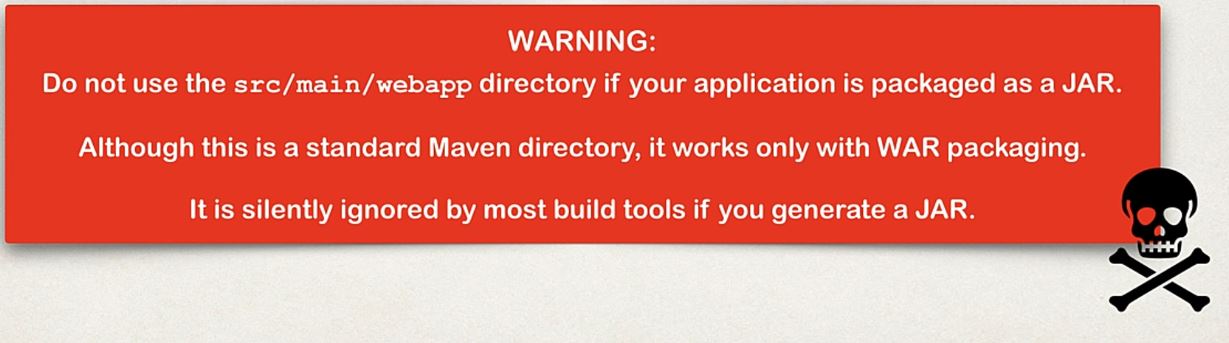 WARNING:
Do not use the src/main/webapp directory if your application is packaged as a JAR.
Although this is a standard Maven directory, it works only with WAR packaging.
It is silently ignored by most build tools if you generate a JAR.